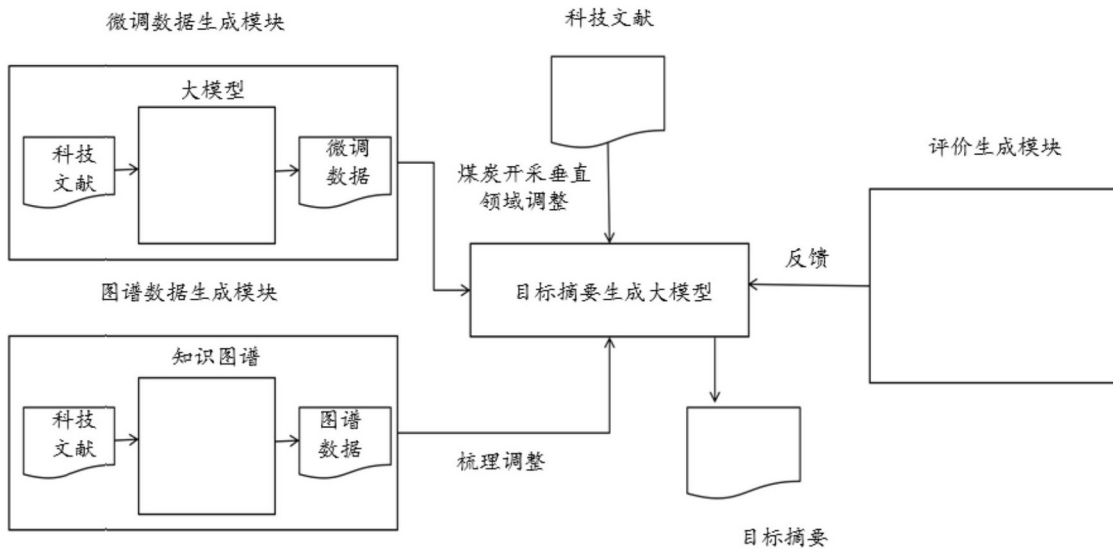 微调数据生成模块
科技文献
大模型
科技
文献
微调
数据
煤炭开采垂直
领域调整
评价生成模块
反馈
目标摘要生成大模型
图谱数据生成模块
知识图谱
科技
文献
图谱
数据
梳理调整
目标摘要